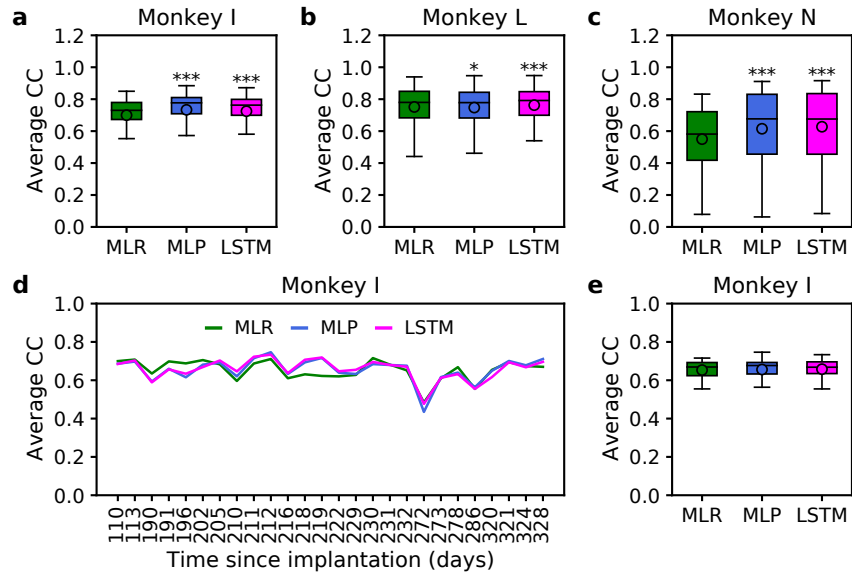 a
Monkey I
Average CC
1.2
1.0
0.8
0.6
0.4
0.2
0.0
***
***
MLR
MLP
LSTM
b
Monkey L
Average CC
1.2
1.0
0.8
0.6
0.4
0.2
0.0
*
***
MLR
MLP
LSTM
c
Monkey N
Average CC
1.2
1.0
0.8
0.6
0.4
0.2
0.0
***
***
MLR
MLP
LSTM
d
Monkey I
Average CC
1.0
0.8
0.6
0.4
0.2
0.0
MLR
MLP
LSTM
110
113
190
191
196
202
205
210
211
212
216
218
219
222
229
230
231
232
272
273
278
286
320
321
324
328
Time since implantation (days)
e
Monkey I
Average CC
1.0
0.8
0.6
0.4
0.2
0.0
MLR
MLP
LSTM